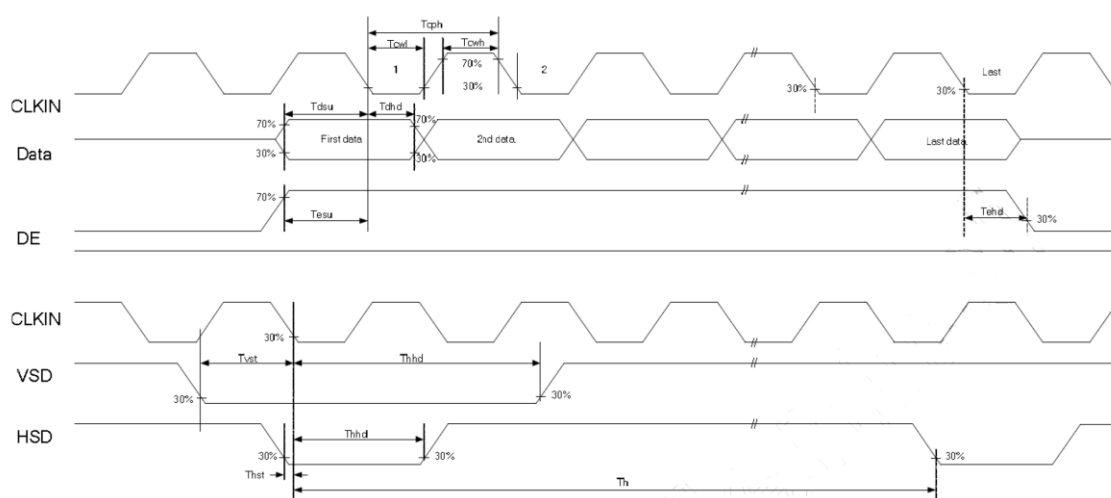 Tcph
Tcwl Tcwh
1 70% 2 Last
30% 30% 30%
CLKIN
Tdsu Tdhd
70% 70%
First data 2nd data Last data
Data 30% 30%
70%
Tesu Tehd
30%
DE
CLKIN
30%
Tvst Thhd
VSD
30% 30%
HSD
Thhd
30% 30% 30%
Thst
Th